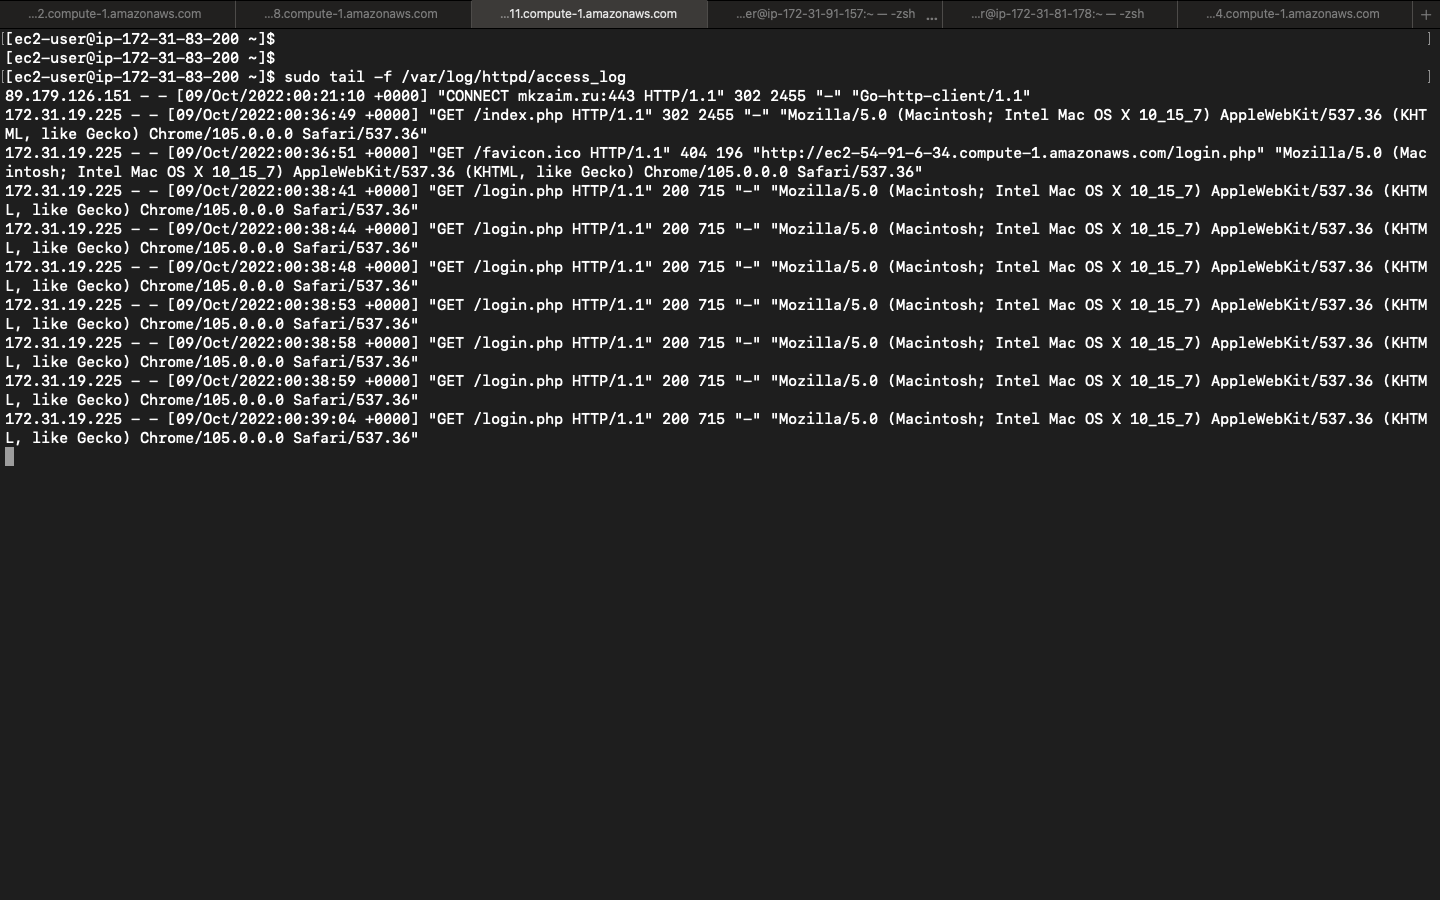 ...2.compute-1.amazonaws.com ...8.compute-1.amazonaws.com ...11.compute-1.amazonaws.com ...er@ip-172-31-91-157:~ — -zsh ... ...r@ip-172-31-81-178:~ — -zsh ...4.compute-1.amazonaws.com +
[[ec2-user@ip-172-31-83-200 ~]$ ]
[ec2-user@ip-172-31-83-200 ~]$
[[ec2-user@ip-172-31-83-200 ~]$ sudo tail -f /var/log/httpd/access_log ]
89.179.126.151 - - [09/Oct/2022:00:21:10 +0000] "CONNECT mkzaim.ru:443 HTTP/1.1" 302 2455 "-" "Go-http-client/1.1"
172.31.19.225 - - [09/Oct/2022:00:36:49 +0000] "GET /index.php HTTP/1.1" 302 2455 "-" "Mozilla/5.0 (Macintosh; Intel Mac OS X 10_15_7) AppleWebKit/537.36 (KHT
ML, like Gecko) Chrome/105.0.0.0 Safari/537.36"
172.31.19.225 - - [09/Oct/2022:00:36:51 +0000] "GET /favicon.ico HTTP/1.1" 404 196 "http://ec2-54-91-6-34.compute-1.amazonaws.com/login.php" "Mozilla/5.0 (Mac
intosh; Intel Mac OS X 10_15_7) AppleWebKit/537.36 (KHTML, like Gecko) Chrome/105.0.0.0 Safari/537.36"
172.31.19.225 - - [09/Oct/2022:00:38:41 +0000] "GET /login.php HTTP/1.1" 200 715 "-" "Mozilla/5.0 (Macintosh; Intel Mac OS X 10_15_7) AppleWebKit/537.36 (KHTM
L, like Gecko) Chrome/105.0.0.0 Safari/537.36"
172.31.19.225 - - [09/Oct/2022:00:38:44 +0000] "GET /login.php HTTP/1.1" 200 715 "-" "Mozilla/5.0 (Macintosh; Intel Mac OS X 10_15_7) AppleWebKit/537.36 (KHTM
L, like Gecko) Chrome/105.0.0.0 Safari/537.36"
172.31.19.225 - - [09/Oct/2022:00:38:48 +0000] "GET /login.php HTTP/1.1" 200 715 "-" "Mozilla/5.0 (Macintosh; Intel Mac OS X 10_15_7) AppleWebKit/537.36 (KHTM
L, like Gecko) Chrome/105.0.0.0 Safari/537.36"
172.31.19.225 - - [09/Oct/2022:00:38:53 +0000] "GET /login.php HTTP/1.1" 200 715 "-" "Mozilla/5.0 (Macintosh; Intel Mac OS X 10_15_7) AppleWebKit/537.36 (KHTM
L, like Gecko) Chrome/105.0.0.0 Safari/537.36"
172.31.19.225 - - [09/Oct/2022:00:38:58 +0000] "GET /login.php HTTP/1.1" 200 715 "-" "Mozilla/5.0 (Macintosh; Intel Mac OS X 10_15_7) AppleWebKit/537.36 (KHTM
L, like Gecko) Chrome/105.0.0.0 Safari/537.36"
172.31.19.225 - - [09/Oct/2022:00:38:59 +0000] "GET /login.php HTTP/1.1" 200 715 "-" "Mozilla/5.0 (Macintosh; Intel Mac OS X 10_15_7) AppleWebKit/537.36 (KHTM
L, like Gecko) Chrome/105.0.0.0 Safari/537.36"
172.31.19.225 - - [09/Oct/2022:00:39:04 +0000] "GET /login.php HTTP/1.1" 200 715 "-" "Mozilla/5.0 (Macintosh; Intel Mac OS X 10_15_7) AppleWebKit/537.36 (KHTM
L, like Gecko) Chrome/105.0.0.0 Safari/537.36"